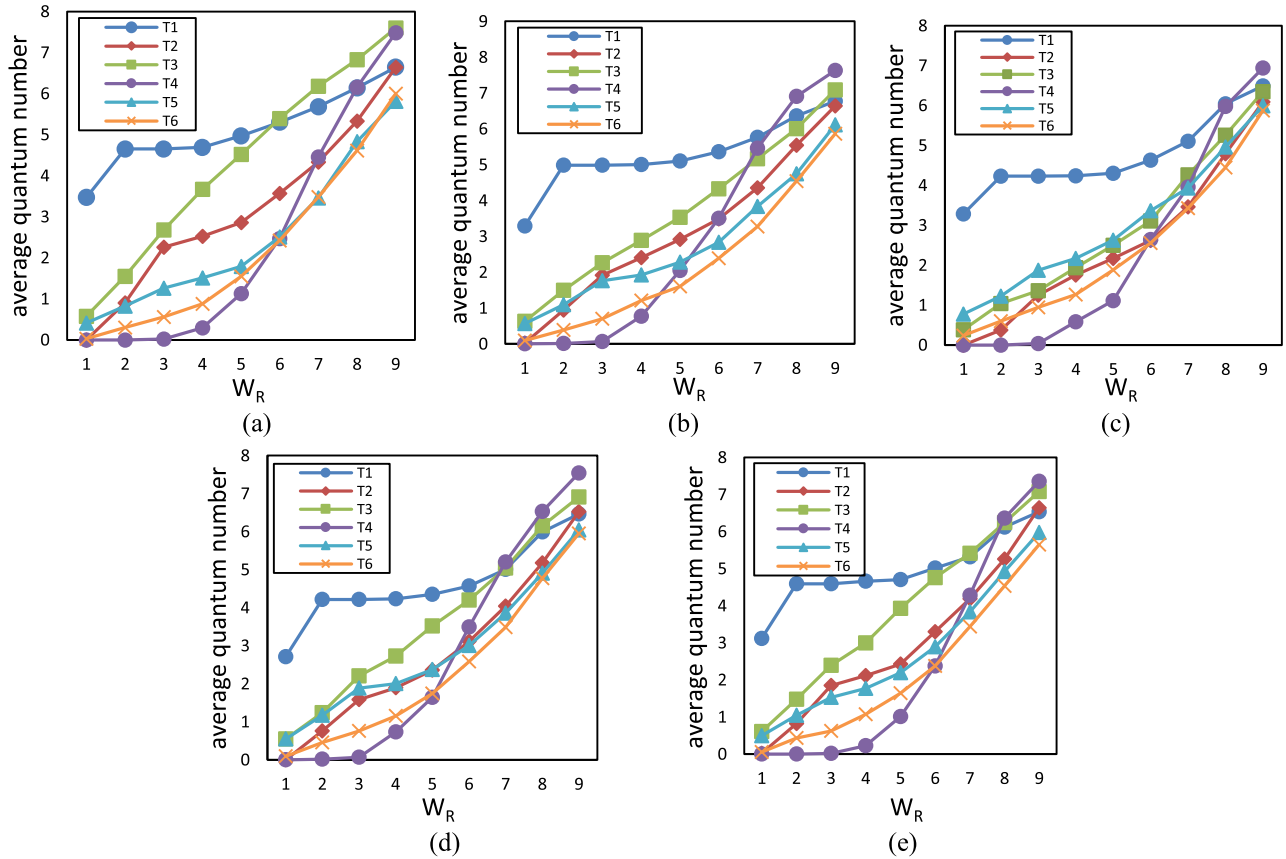 average quantum number
8
7
6
5
4
3
2
1
0
T1
T2
T3
T4
T5
T6
1 2 3 4 5 6 7 8 9
W_R
(a)
average quantum number
9
8
7
6
5
4
3
2
1
0
T1
T2
T3
T4
T5
T6
1 2 3 4 5 6 7 8 9
W_R
(b)
average quantum number
8
7
6
5
4
3
2
1
0
T1
T2
T3
T4
T5
T6
1 2 3 4 5 6 7 8 9
W_R
(c)
average quantum number
8
7
6
5
4
3
2
1
0
T1
T2
T3
T4
T5
T6
1 2 3 4 5 6 7 8 9
W_R
(d)
average quantum number
8
7
6
5
4
3
2
1
0
T1
T2
T3
T4
T5
T6
1 2 3 4 5 6 7 8 9
W_R
(e)